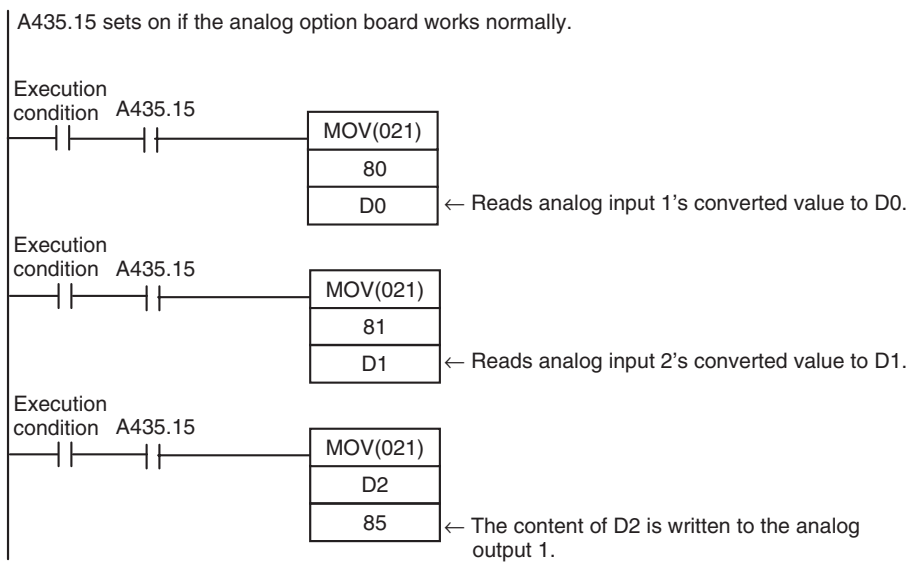 A435.15 sets on if the analog option board works normally.
Execution
condition A435.15
MOV(021)
80
D0
← Reads analog input 1's converted value to D0.
Execution
condition A435.15
MOV(021)
81
D1
← Reads analog input 2's converted value to D1.
Execution
condition A435.15
MOV(021)
D2
85
← The content of D2 is written to the analog
output 1.